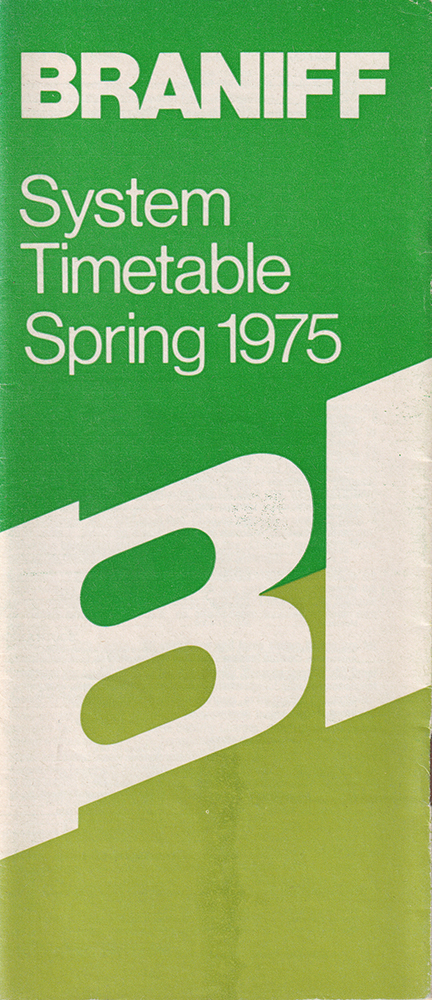 BRANIFF
System
Timetable
Spring 1975
BI